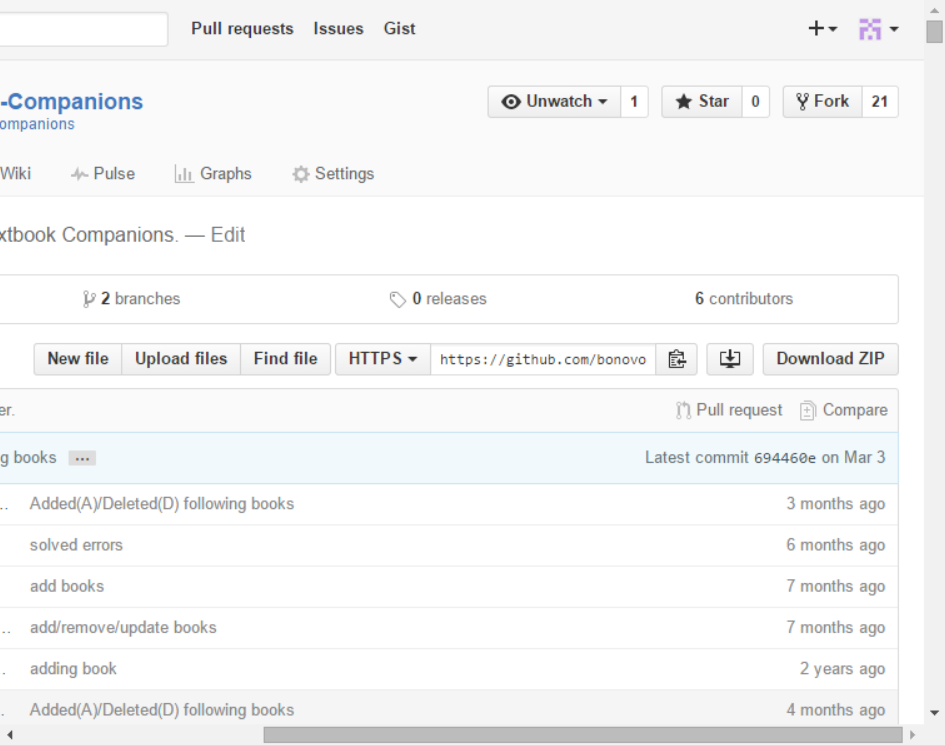 Pull requests Issues Gist
-Companions
Unwatch 1 Star 0 Fork 21
ompanions
Wiki Pulse Graphs Settings
xtbook Companions. — Edit
2 branches 0 releases 6 contributors
New file Upload files Find file HTTPS https://github.com/bonovo Download ZIP
er. Pull request Compare
g books ... Latest commit 694460e on Mar 3
.. Added(A)/Deleted(D) following books 3 months ago
solved errors 6 months ago
add books 7 months ago
.. add/remove/update books 7 months ago
. adding book 2 years ago
. Added(A)/Deleted(D) following books 4 months ago